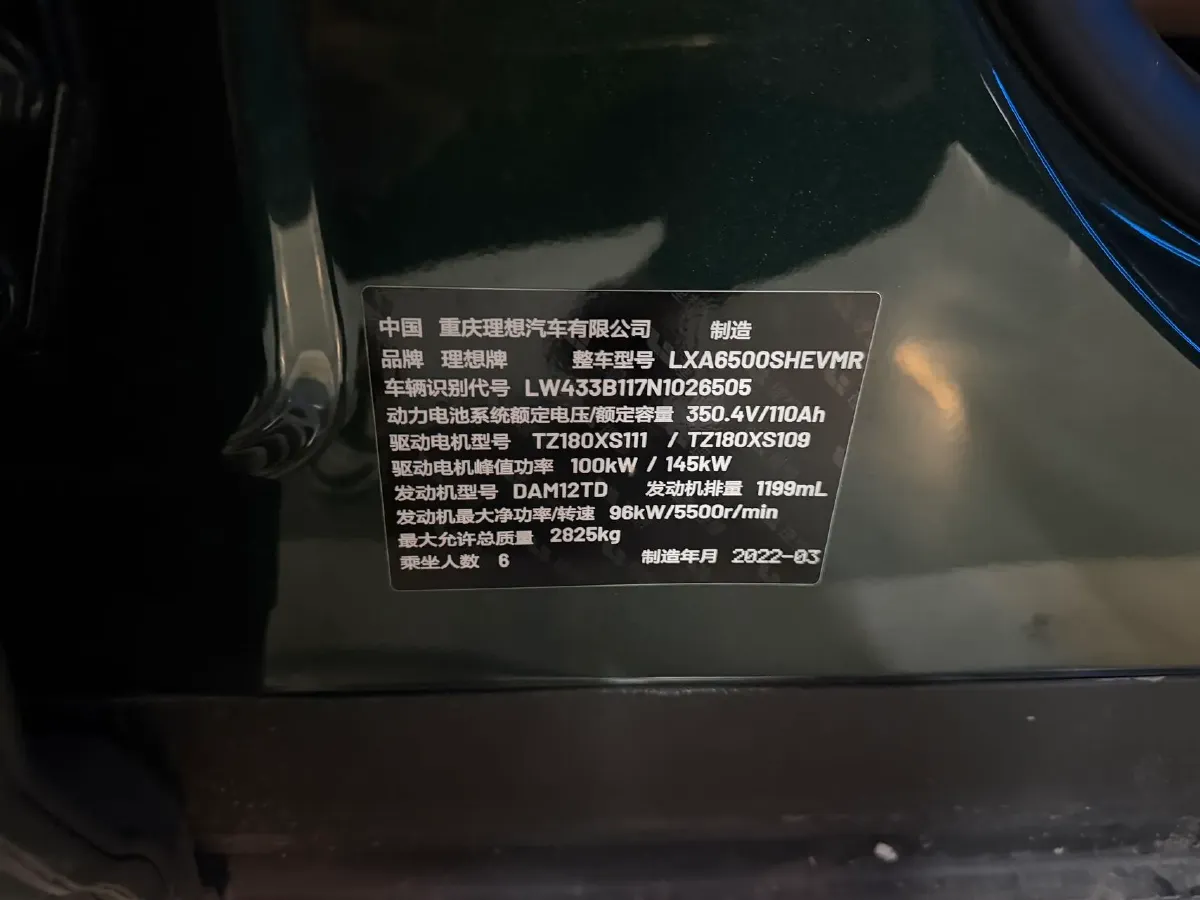 中国 重庆理想汽车有限公司 制造
品牌 理想牌 整车型号 LXA6500SHEVMR
车辆识别代号 LW433B117N1026505
动力电池系统额定电压/额定容量 350.4V/110Ah
驱动电机型号 TZ180XS111 / TZ180XS109
驱动电机峰值功率 100kW / 145kW
发动机型号 DAM12TD 发动机排量 1199mL
发动机最大净功率/转速 96kW/5500r/min
最大允许总质量 2825kg
乘坐人数 6 制造年月 2022-03